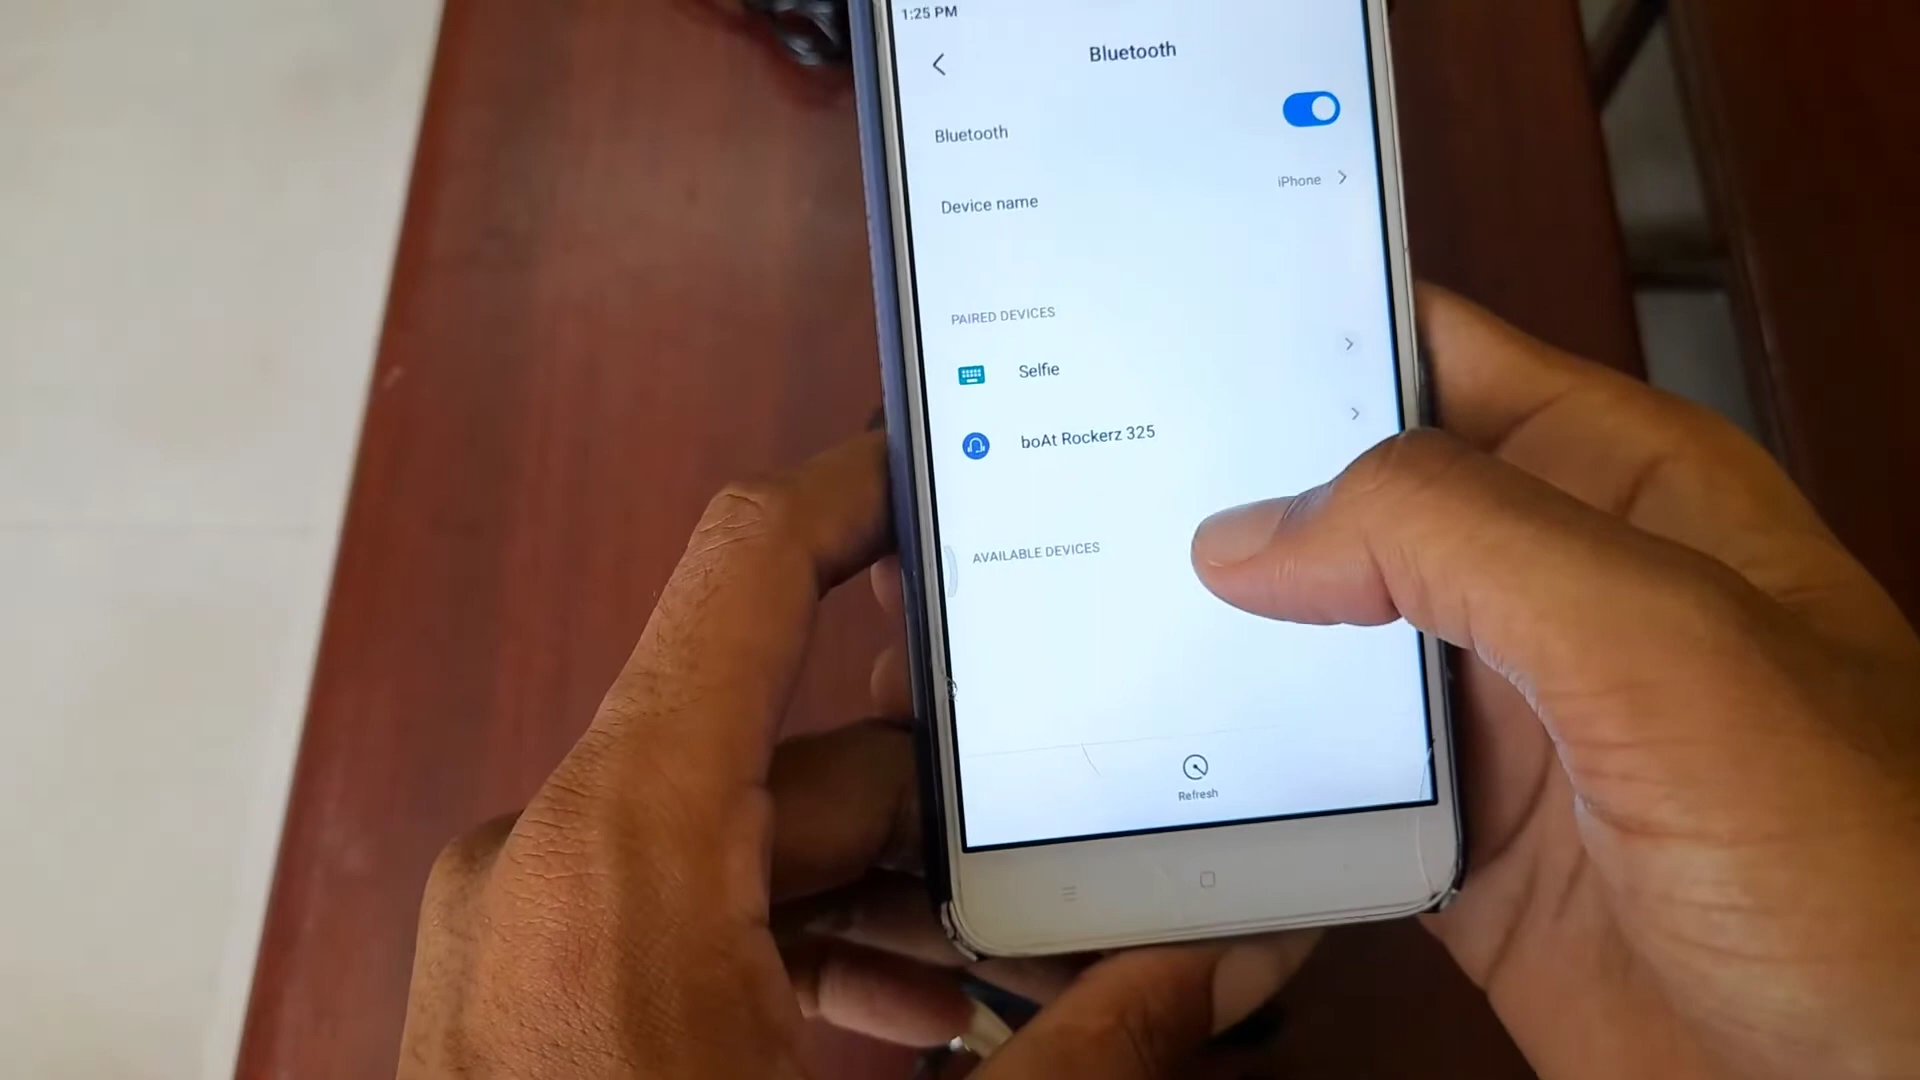 1:25 PM
Bluetooth
Bluetooth
Device name
iPhone
PAIRED DEVICES
Selfie
boAt Rockerz 325
AVAILABLE DEVICES
Refresh